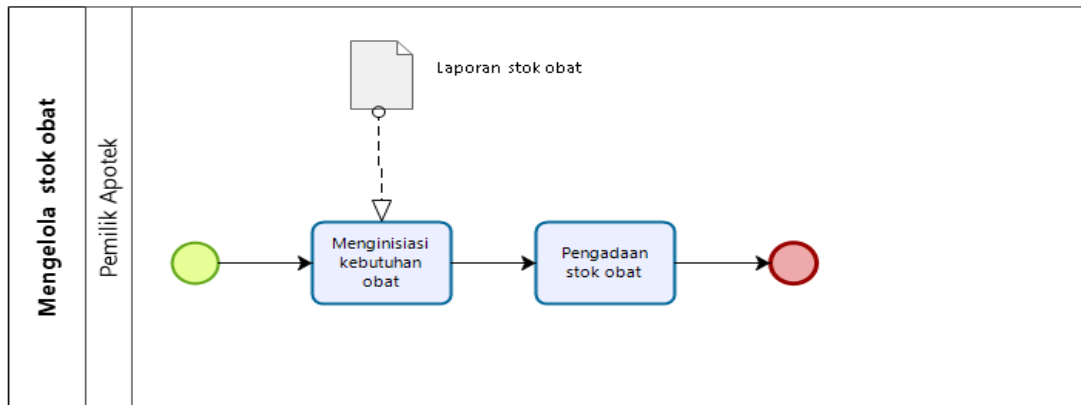 Mengelola stok obat
Pemilik Apotek
Laporan stok obat
Menginisiasi
kebutuhan
obat
Pengadaan
stok obat